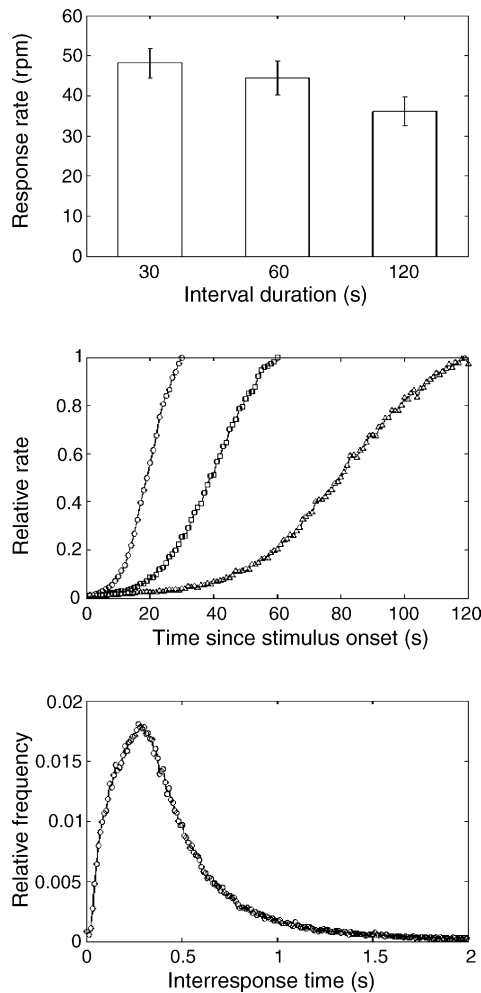 60
50
40
30
20
10
0
Response rate (rpm)
30 60 120
Interval duration (s)
1
0.8
0.6
0.4
0.2
0
Relative rate
0 20 40 60 80 100 120
Time since stimulus onset (s)
0.02
0.015
0.01
0.005
0
Relative frequency
0 0.5 1 1.5 2
Interresponse time (s)